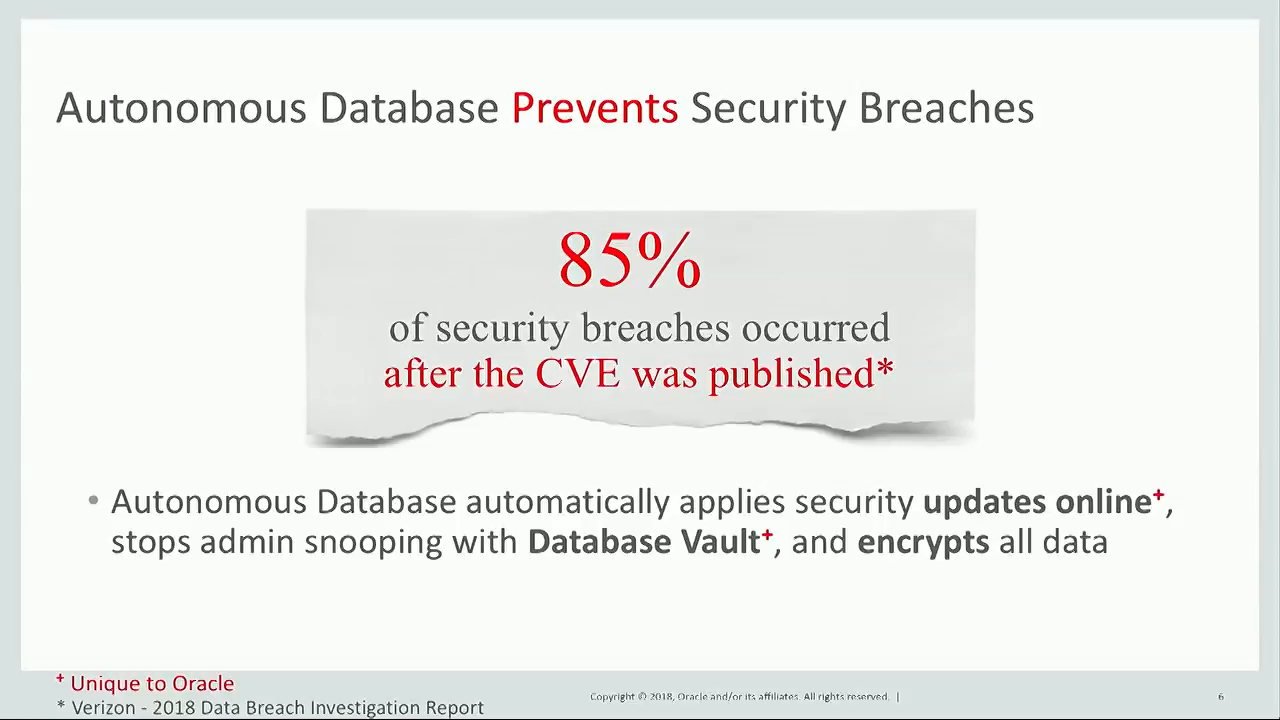 Autonomous Database Prevents Security Breaches
85%
of security breaches occurred
after the CVE was published*
• Autonomous Database automatically applies security updates online⁺,
stops admin snooping with Database Vault⁺, and encrypts all data
⁺ Unique to Oracle
* Verizon - 2018 Data Breach Investigation Report
Copyright © 2018, Oracle and/or its affiliates. All rights reserved. |
6